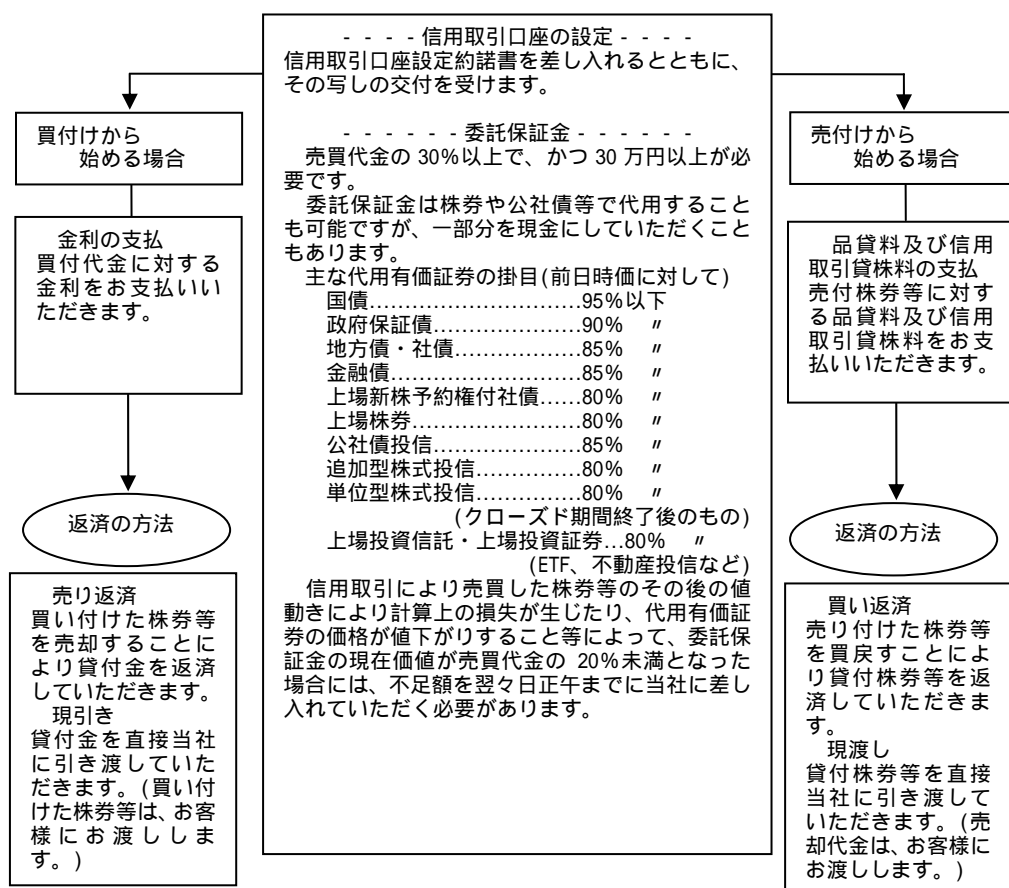 - - - - 信用取引口座の設定 - - - -
信用取引口座設定約諾書を差し入れるとともに、
その写しの交付を受けます。
- - - - - - 委託保証金 - - - - - -
売買代金の 30%以上で、かつ 30 万円以上が必
要です。
委託保証金は株券や公社債等で代用すること
も可能ですが、一部分を現金にしていただくこと
もあります。
主な代用有価証券の掛目(前日時価に対して)
国債…………………………95%以下
政府保証債…………………90% 〃
地方債・社債………………85% 〃
金融債………………………85% 〃
上場新株予約権付社債……80% 〃
上場株券……………………80% 〃
公社債投信…………………85% 〃
追加型株式投信……………80% 〃
単位型株式投信……………80% 〃
(クローズド期間終了後のもの)
上場投資信託・上場投資証券…80% 〃
(ETF、不動産投信など)
信用取引により売買した株券等のその後の値
動きにより計算上の損失が生じたり、代用有価証
券の価格が値下がりすること等によって、委託保
証金の現在価値が売買代金の 20%未満となった
場合には、不足額を翌々日正午までに当社に差し
入れていただく必要があります。
買付けから
始める場合
金利の支払
買付代金に対する
金利をお支払いい
ただきます。
返済の方法
売り返済
買い付けた株券等
を売却することに
より貸付金を返済
していただきます。
現引き
貸付金を直接当社
に引き渡していた
だきます。(買い付
けた株券等は、お客
様にお渡ししま
す。)
売付けから
始める場合
品貸料及び信用
取引貸株料の支払
売付株券等に対す
る品貸料及び信用
取引貸株料をお支
払いいただきます。
返済の方法
買い返済
売り付けた株券等
を買戻すことによ
り貸付株券等を返
済していただきま
す。
現渡し
貸付株券等を直接
当社に引き渡して
いただきます。(売
却代金は、お客様に
お渡しします。)